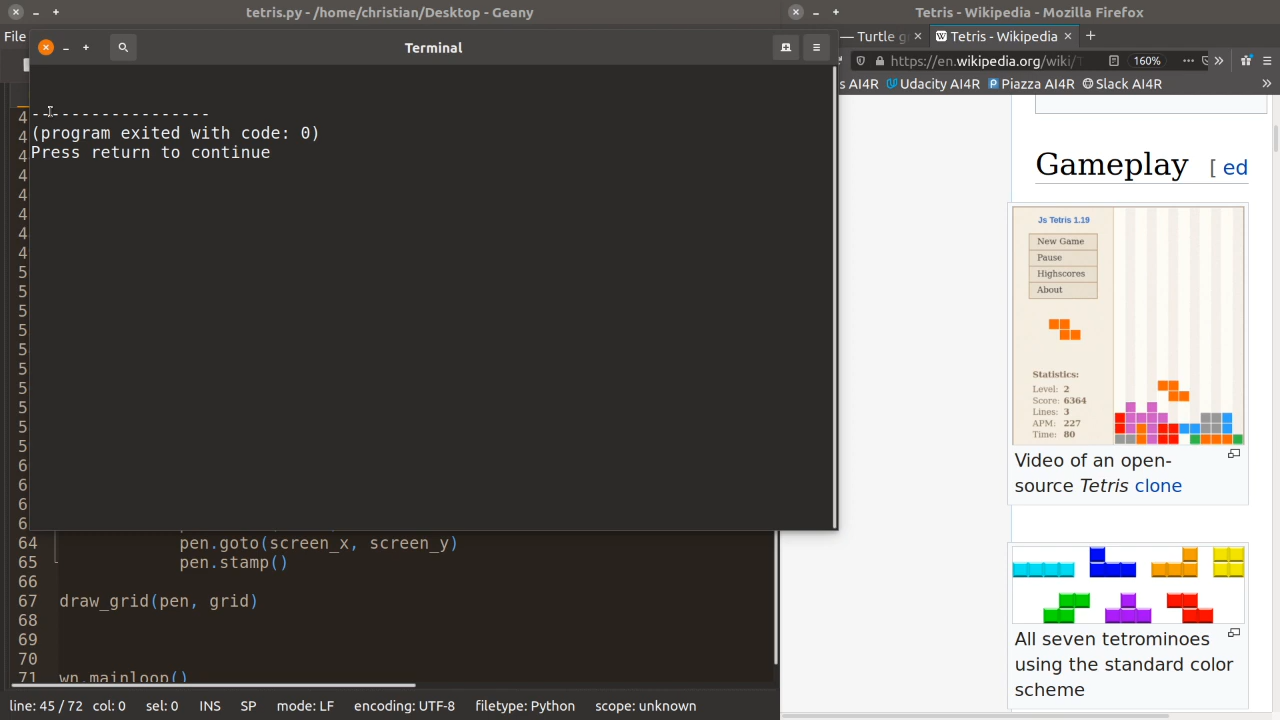 tetris.py - /home/christian/Desktop - Geany
File
Terminal
------------------
(program exited with code: 0)
Press return to continue
64 pen.goto(screen_x, screen_y)
65 pen.stamp()
66
67 draw_grid(pen, grid)
68
69
70
71 wn.mainloop()
line: 45 / 72 col: 0 sel: 0 INS SP mode: LF encoding: UTF-8 filetype: Python scope: unknown
Tetris - Wikipedia - Mozilla Firefox
— Turtle g
Tetris - Wikipedia
https://en.wikipedia.org/wiki/
160%
s AI4R Udacity AI4R Piazza AI4R Slack AI4R
Gameplay [ ed
Js Tetris 1.19
New Game
Pause
Highscores
About
Statistics:
Level: 2
Score: 6364
Lines: 3
APM: 227
Time: 80
Video of an open-
source Tetris clone
All seven tetrominoes
using the standard color
scheme